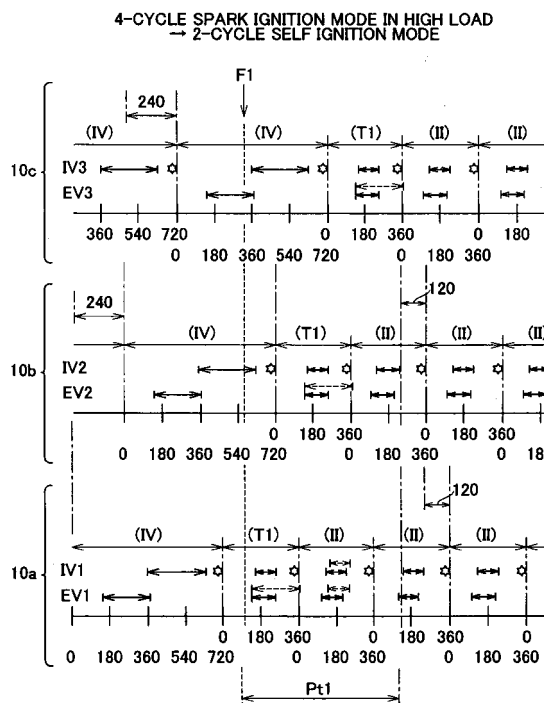 4-CYCLE SPARK IGNITION MODE IN HIGH LOAD
→ 2-CYCLE SELF IGNITION MODE
F1
240
(IV) (IV) (T1) (II) (II)
10c
IV3
EV3
360 540 720 180 360 540 720 180 360 180 360 180
0 0 0 0
120
240
(IV) (T1) (II) (II) (II
10b
IV2
EV2
0 180 360 0 180 360 0
0 180 360 540 720 0 180 360 0 180
120
(IV) (T1) (II) (II) (II)
10a
IV1
EV1
0 180 360 0 180 360 0
0 180 360 540 720 0 180 360 0 180 360
Pt1